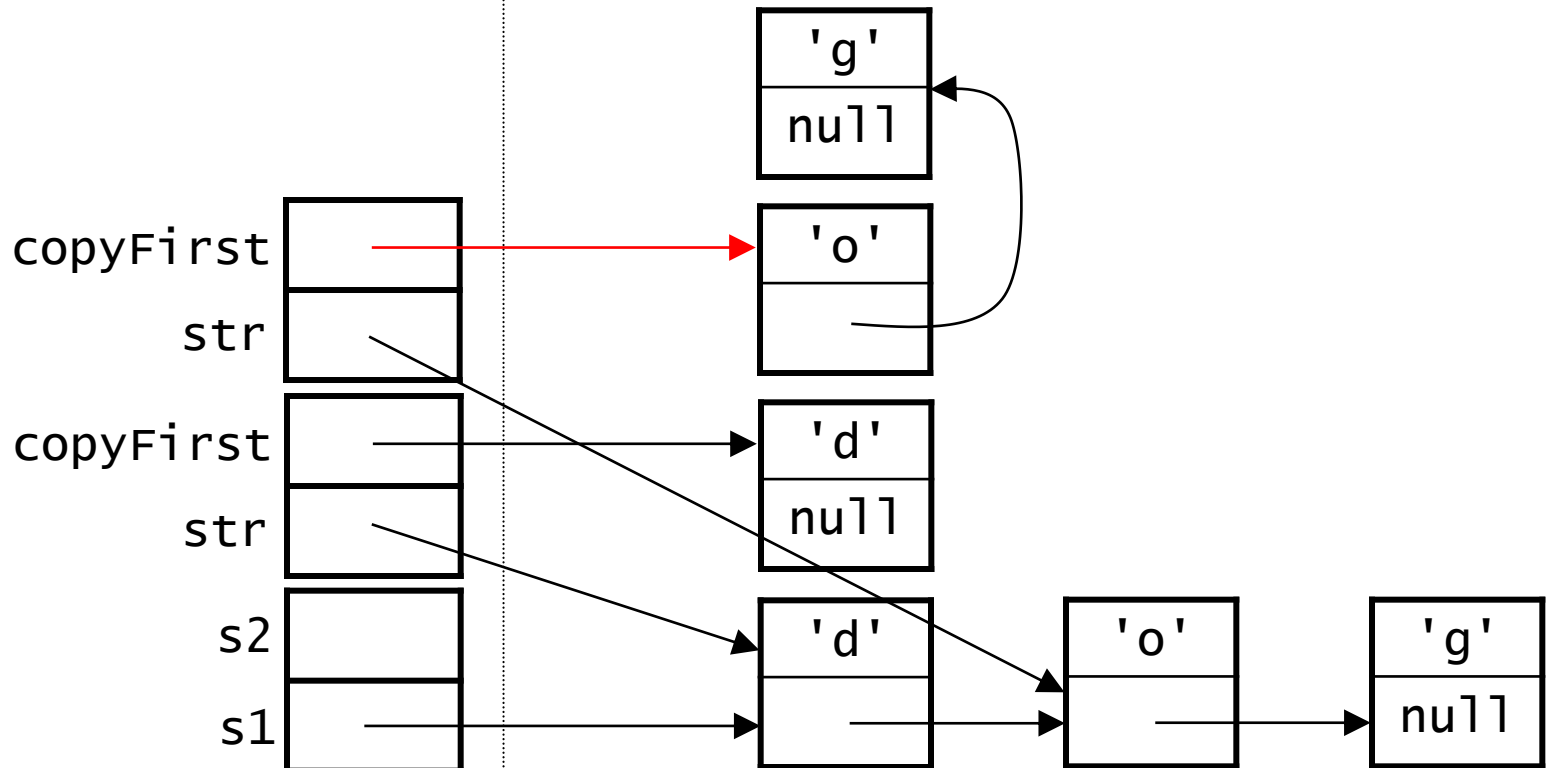 'g'
null
copyFirst
'o'
str
copyFirst
'd'
str
null
s2
'd'
'o'
'g'
s1
null